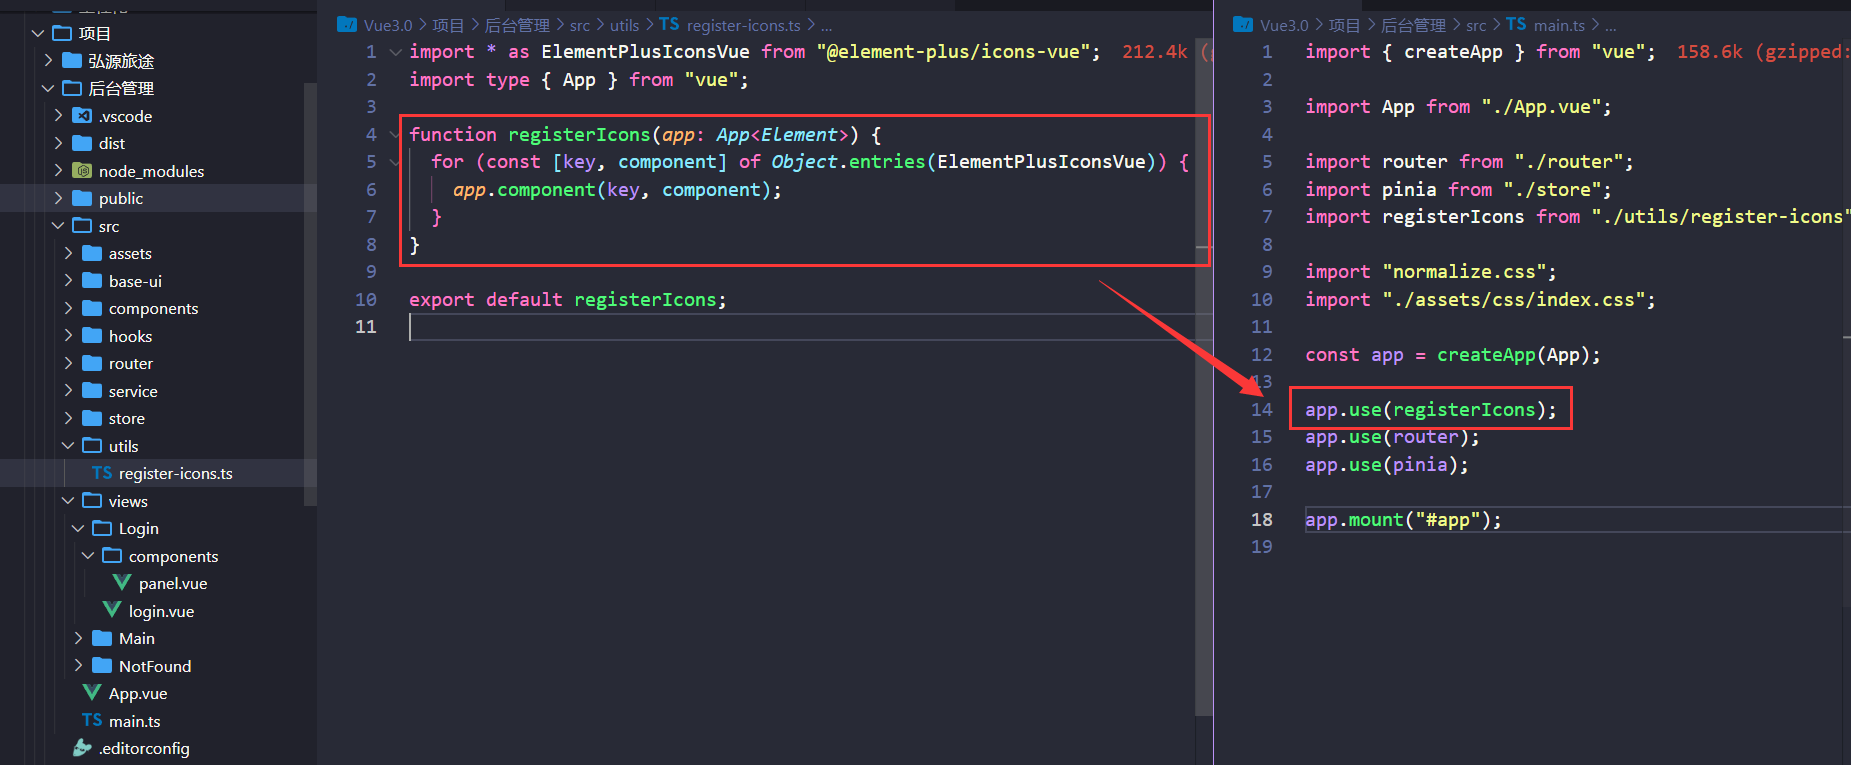 项目
弘源旅途
后台管理
.vscode
dist
node_modules
public
src
assets
base-ui
components
hooks
router
service
store
utils
TS register-icons.ts
views
Login
components
panel.vue
login.vue
Main
NotFound
App.vue
TS main.ts
.editorconfig
Vue3.0 > 项目 > 后台管理 > src > utils > TS register-icons.ts > ...
1 import * as ElementPlusIconsVue from "@element-plus/icons-vue"; 212.4k (g
2 import type { App } from "vue";
3
4 function registerIcons(app: App<Element>) {
5 for (const [key, component] of Object.entries(ElementPlusIconsVue)) {
6 app.component(key, component);
7 }
8 }
9
10 export default registerIcons;
11
Vue3.0 > 项目 > 后台管理 > src > TS main.ts > ...
1 import { createApp } from "vue"; 158.6k (gzipped:
2
3 import App from "./App.vue";
4
5 import router from "./router";
6 import pinia from "./store";
7 import registerIcons from "./utils/register-icons"
8
9 import "normalize.css";
10 import "./assets/css/index.css";
11
12 const app = createApp(App);
13
14 app.use(registerIcons);
15 app.use(router);
16 app.use(pinia);
17
18 app.mount("#app");
19